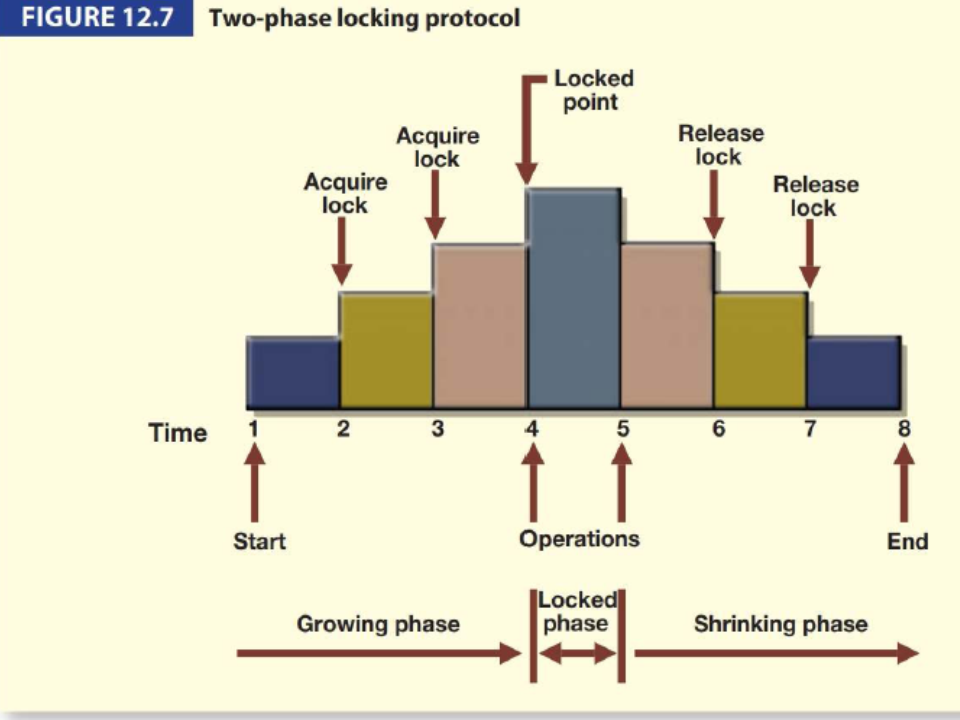 FIGURE 12.7 Two-phase locking protocol
Locked
point
Acquire
lock
Release
lock
Acquire
lock
Release
lock
Time 1 2 3 4 5 6 7 8
Start
Operations
End
Growing phase
Locked
phase
Shrinking phase